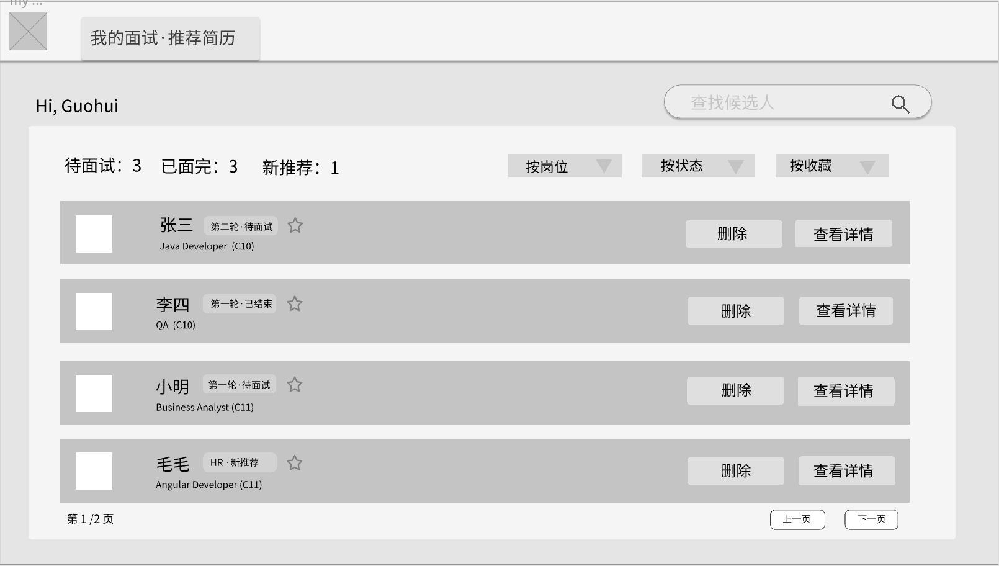 my ...
我的面试·推荐简历
Hi, Guohui
查找候选人
待面试：3 已面完：3 新推荐：1
按岗位 按状态 按收藏
张三 第二轮·待面试
Java Developer (C10)
删除 查看详情
李四 第一轮·已结束
QA (C10)
删除 查看详情
小明 第一轮·待面试
Business Analyst (C11)
删除 查看详情
毛毛 HR ·新推荐
Angular Developer (C11)
删除 查看详情
第 1 /2 页
上一页 下一页